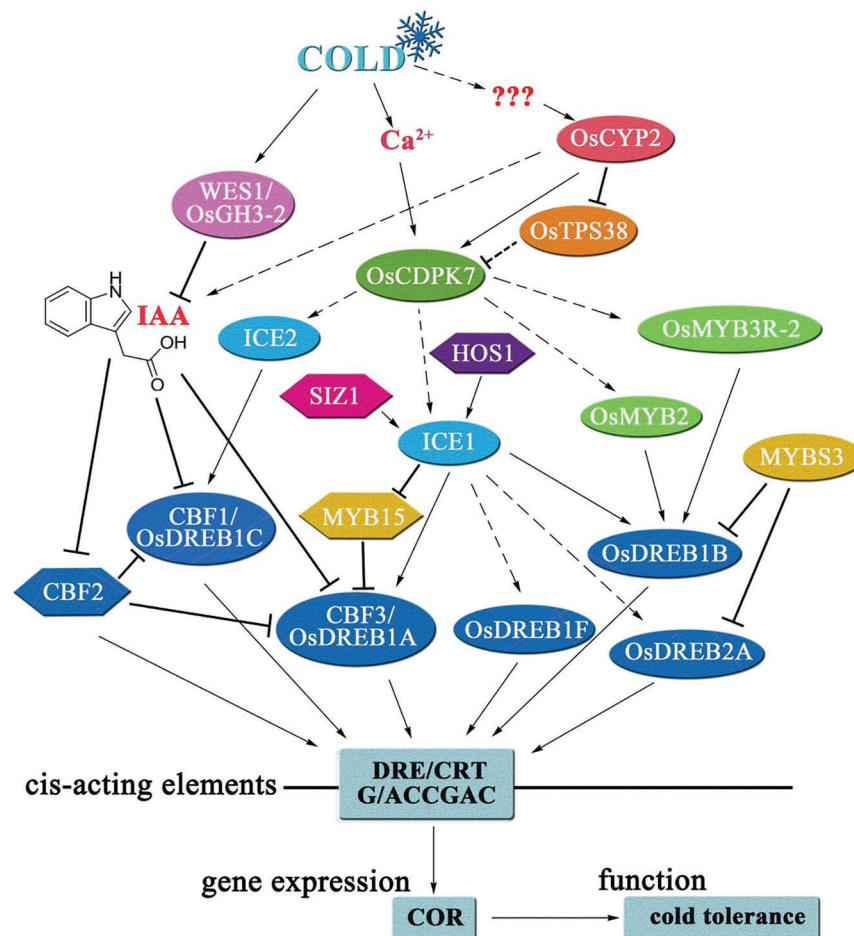 COLD
???
Ca²⁺
OsCYP2
WES1/
OsGH3-2
OsTPS38
OsCDPK7
H
N
IAA
OH
O
ICE2
HOS1
OsMYB3R-2
SIZ1
OsMYB2
ICE1
MYBS3
CBF1/
OsDREB1C
MYB15
OsDREB1B
CBF2
CBF3/
OsDREB1A
OsDREB1F
OsDREB2A
DRE/CRT
G/ACCGAC
cis-acting elements
gene expression
function
COR
cold tolerance